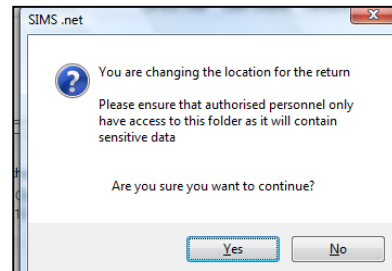 SIMS .net
You are changing the location for the return
Please ensure that authorised personnel only
have access to this folder as it will contain
sensitive data
Are you sure you want to continue?
Yes
No